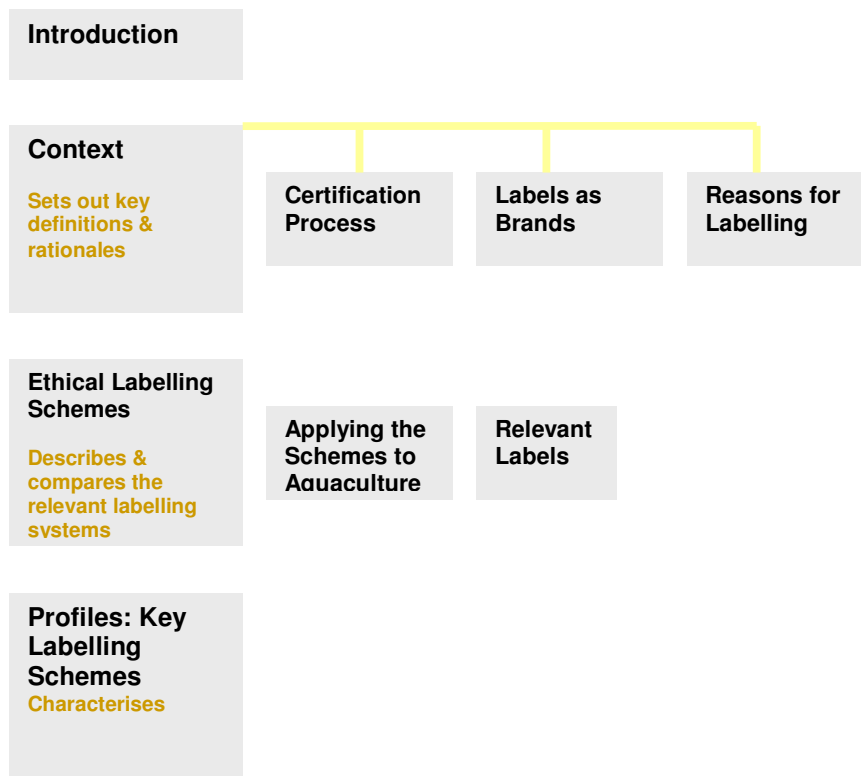 Introduction
Context
Sets out key
definitions &
rationales
Certification
Process
Labels as
Brands
Reasons for
Labelling
Ethical Labelling
Schemes
Describes &
compares the
relevant labelling
systems
Applying the
Schemes to
Aquaculture
Relevant
Labels
Profiles: Key
Labelling
Schemes
Characterises